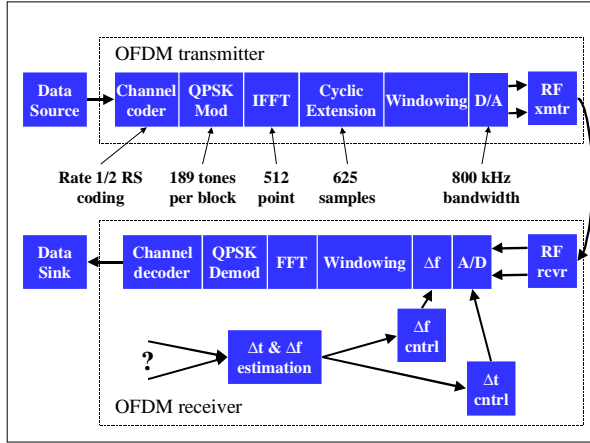 OFDM transmitter
Data
Source
Channel
coder
QPSK
Mod
IFFT
Cyclic
Extension
Windowing
D/A
RF
xmtr
Rate 1/2 RS
coding
189 tones
per block
512
point
625
samples
800 kHz
bandwidth
Data
Sink
Channel
decoder
QPSK
Demod
FFT
Windowing
Δf
A/D
RF
rcvr
?
Δt & Δf
estimation
Δf
cntrl
Δt
cntrl
OFDM receiver